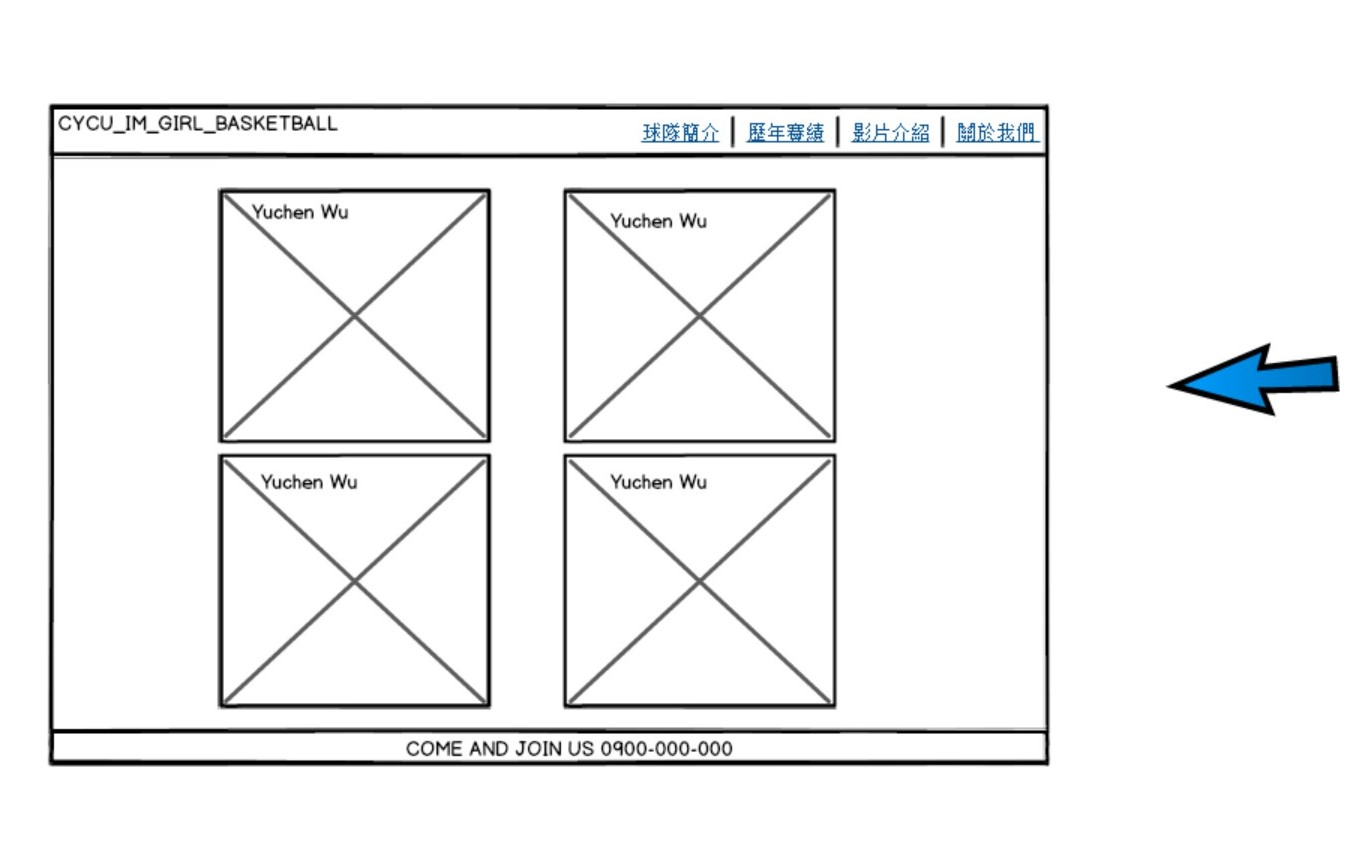 CYCU_IM_GIRL_BASKETBALL
球隊簡介 | 歷年賽績 | 影片介紹 | 關於我們
Yuchen Wu
Yuchen Wu
Yuchen Wu
Yuchen Wu
COME AND JOIN US 0900-000-000